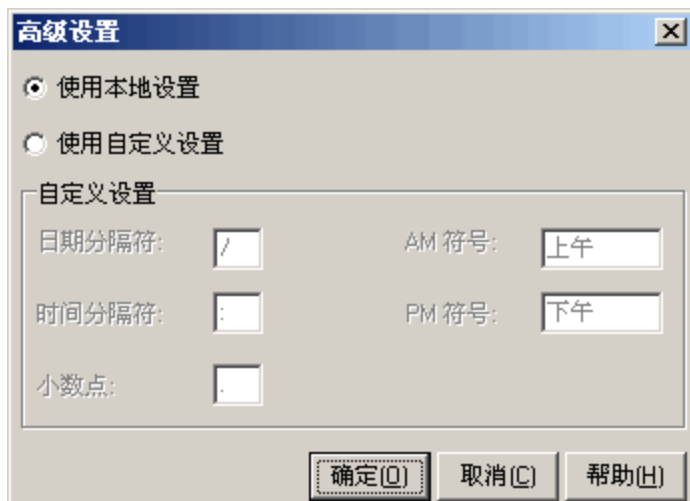 高级设置
使用本地设置
使用自定义设置
自定义设置
日期分隔符: / AM 符号: 上午
时间分隔符: : PM 符号: 下午
小数点: .
确定(O) 取消(C) 帮助(H)